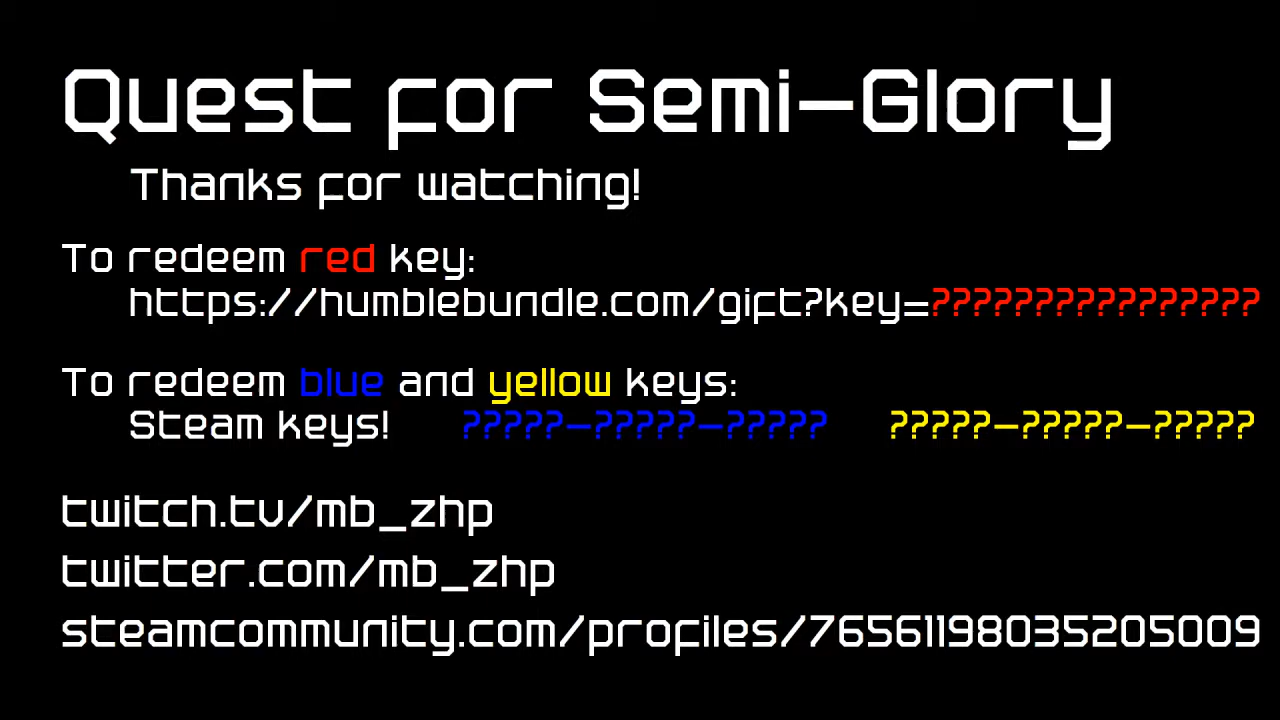 Quest for Semi-Glory
Thanks for watching!
To redeem red key:
https://humblebundle.com/gift?key=????????????????
To redeem blue and yellow keys:
Steam keys! ?????-?????-????? ?????-?????-?????
twitch.tv/mb_zhp
twitter.com/mb_zhp
steamcommunity.com/profiles/76561198035205009